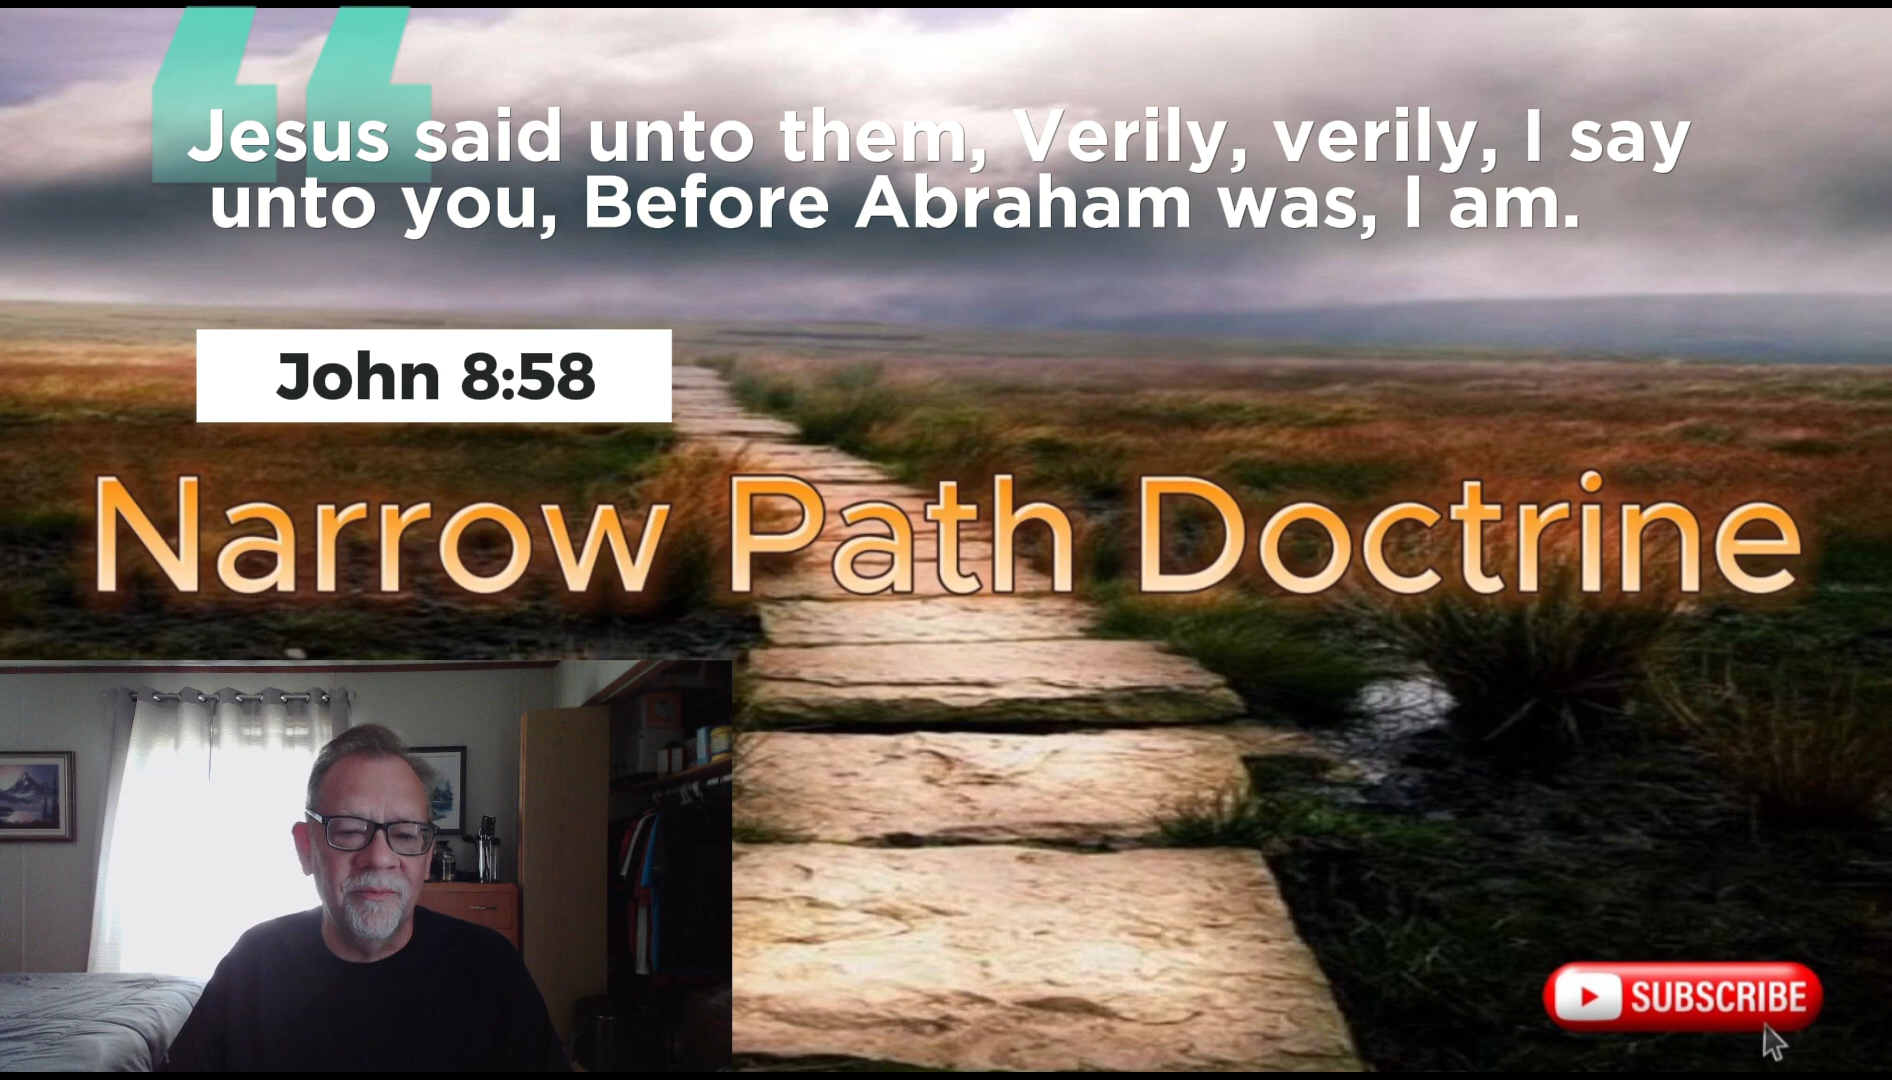 Jesus said unto them, Verily, verily, I say
unto you, Before Abraham was, I am.
John 8:58
Narrow Path Doctrine
SUBSCRIBE